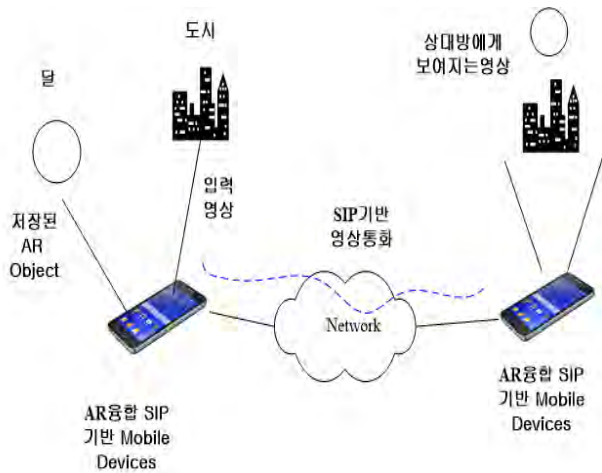 도시
달
상대방에게
보여지는영상
입력
영상
저장된
AR
Object
SIP기반
영상통화
Network
AR융합 SIP
기반 Mobile
Devices
AR융합 SIP
기반 Mobile
Devices